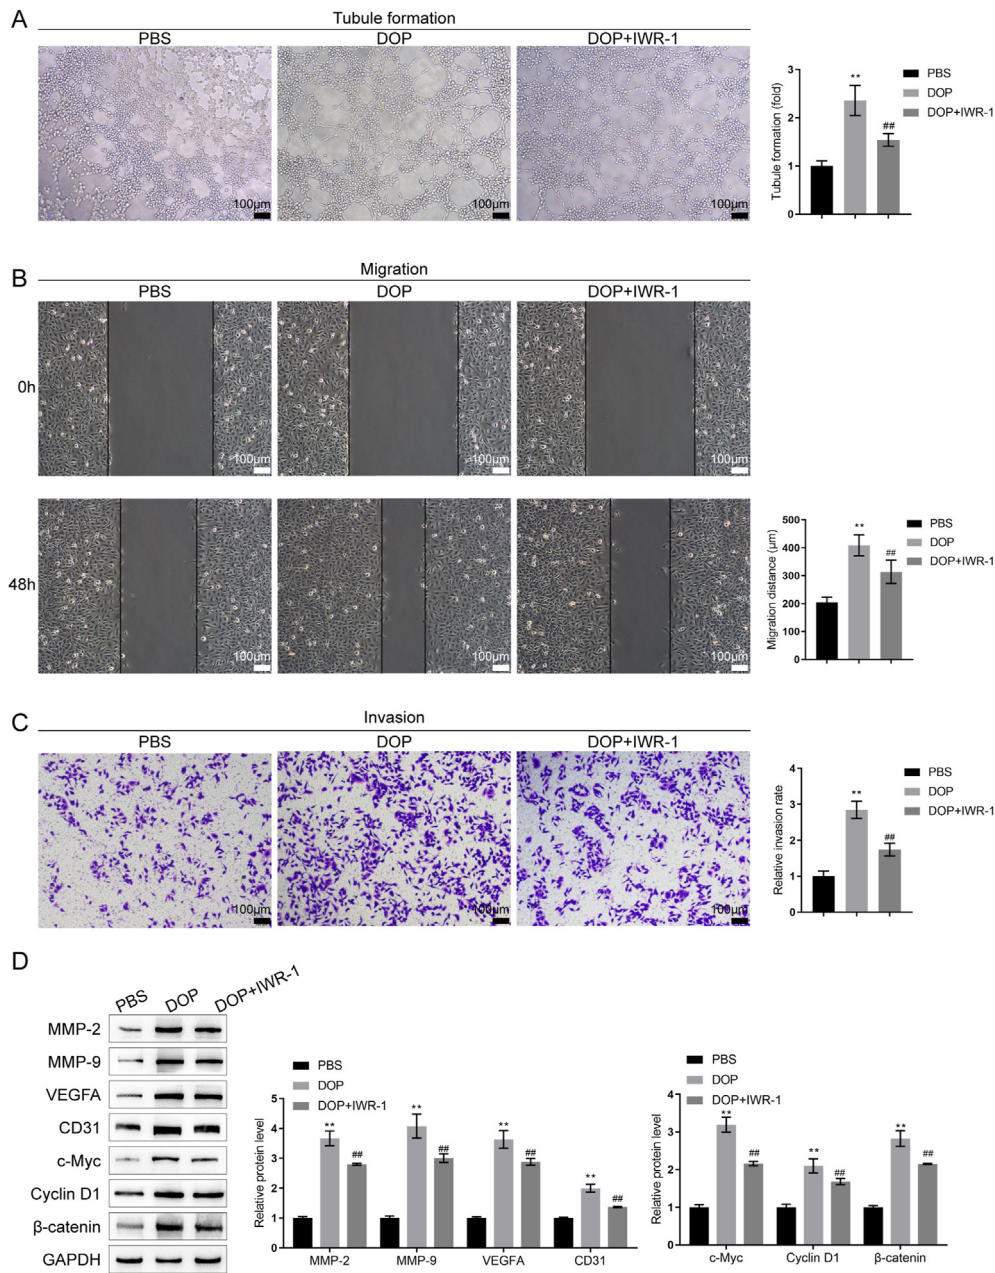 A
Tubule formation
PBS
DOP
DOP+IWR-1
100μm
100μm
100μm
Tubule formation (fold)
3
2
1
0
**
##
PBS
DOP
DOP+IWR-1
B
Migration
PBS
DOP
DOP+IWR-1
0h
100μm
100μm
100μm
48h
100μm
100μm
100μm
Migration distance (μm)
500
400
300
200
100
0
**
##
PBS
DOP
DOP+IWR-1
C
Invasion
PBS
DOP
DOP+IWR-1
100μm
100μm
100μm
Relative invasion rate
4
3
2
1
0
**
##
PBS
DOP
DOP+IWR-1
D
PBS
DOP
DOP+IWR-1
MMP-2
MMP-9
VEGFA
CD31
c-Myc
Cyclin D1
β-catenin
GAPDH
PBS
DOP
DOP+IWR-1
Relative protein level
5
4
3
2
1
0
**
##
**
##
**
##
**
##
MMP-2
MMP-9
VEGFA
CD31
PBS
DOP
DOP+IWR-1
Relative protein level
4
3
2
1
0
**
##
**
##
**
##
c-Myc
Cyclin D1
β-catenin